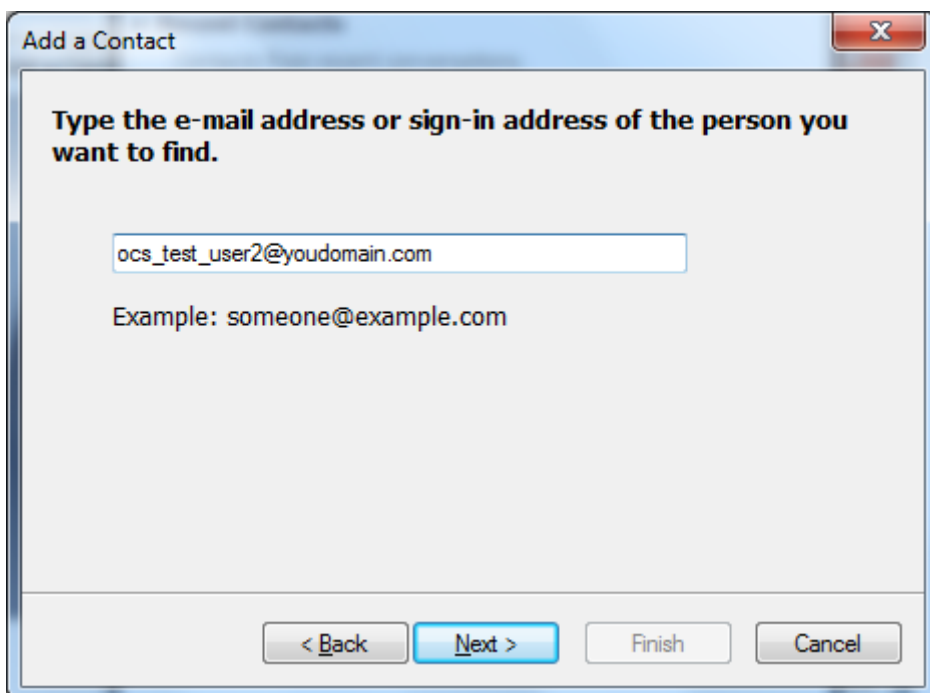 Add a Contact
Type the e-mail address or sign-in address of the person you
want to find.
ocs_test_user2@youdomain.com
Example: someone@example.com
< Back
Next >
Finish
Cancel